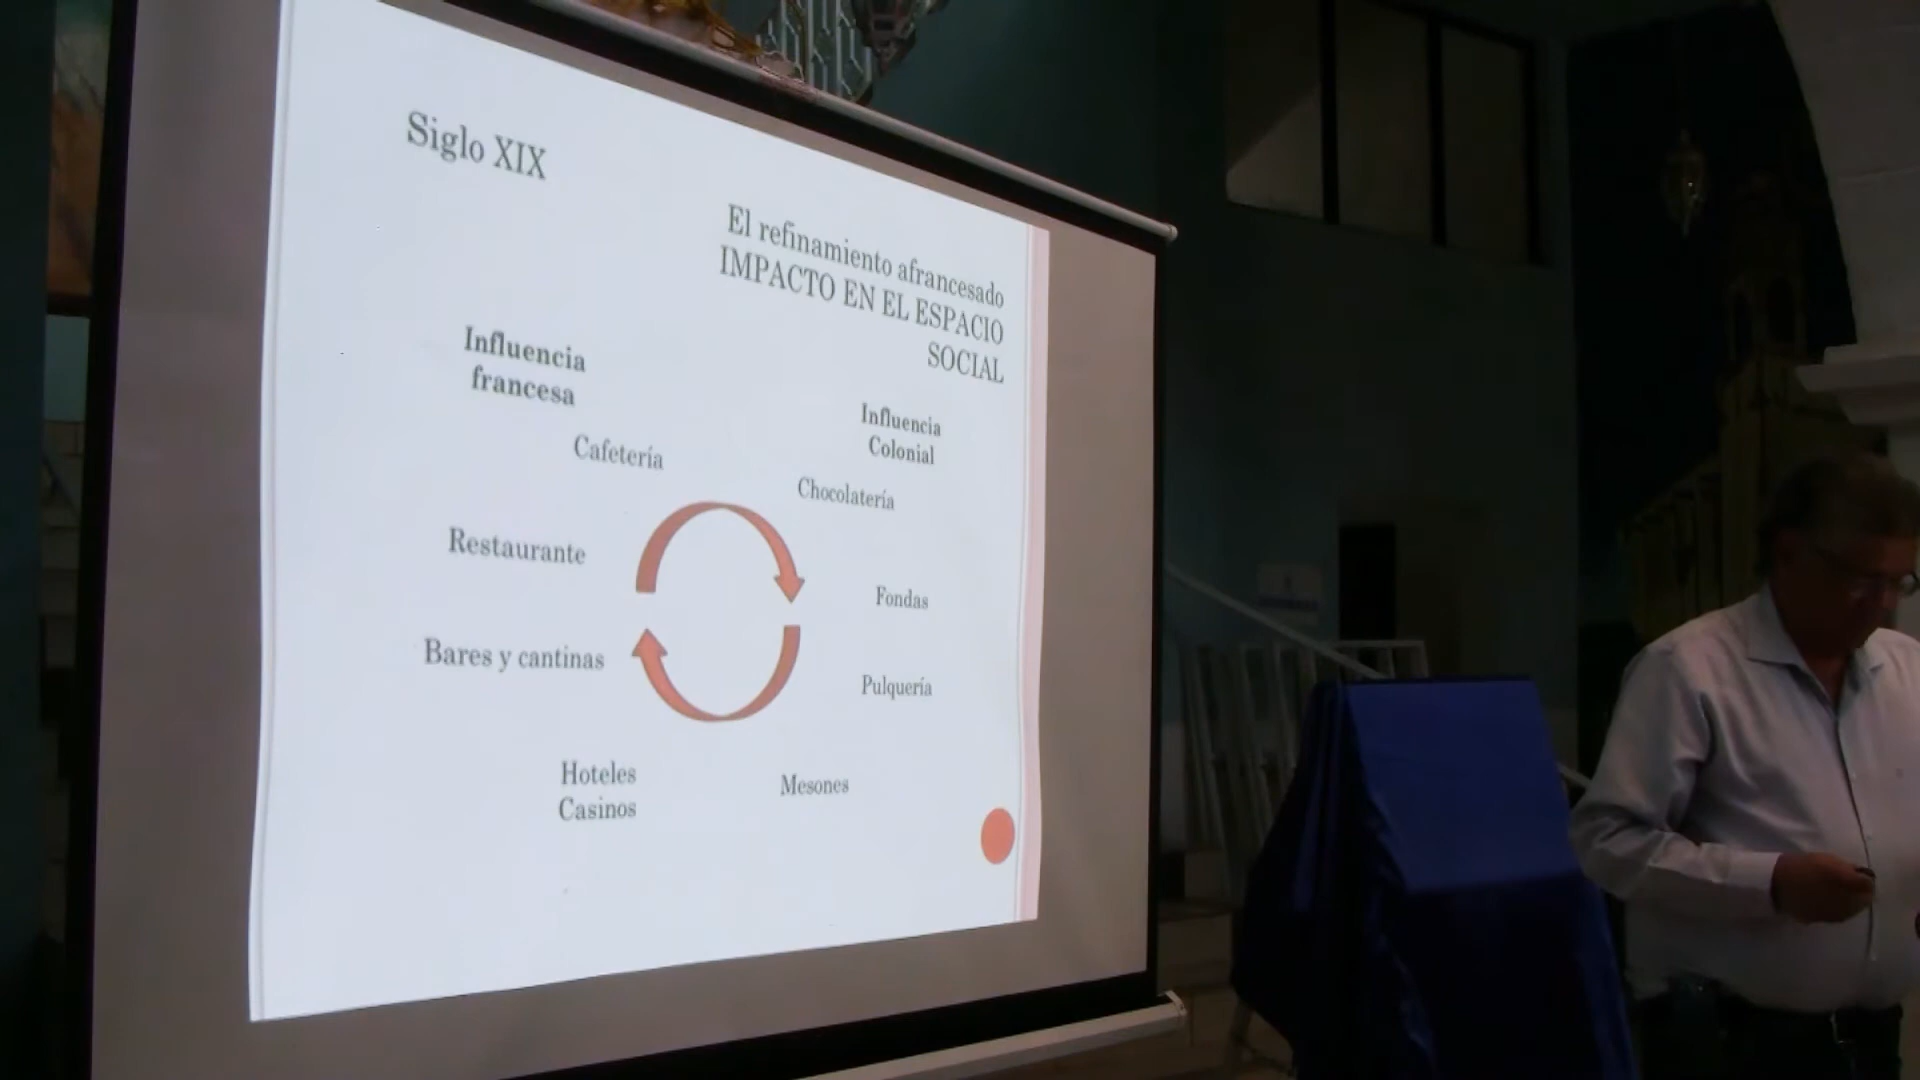 Siglo XIX
El refinamiento afrancesado
IMPACTO EN EL ESPACIO
SOCIAL
Influencia
francesa
Influencia
Colonial
Cafetería
Chocolatería
Restaurante
Fondas
Bares y cantinas
Pulquería
Hoteles
Casinos
Mesones